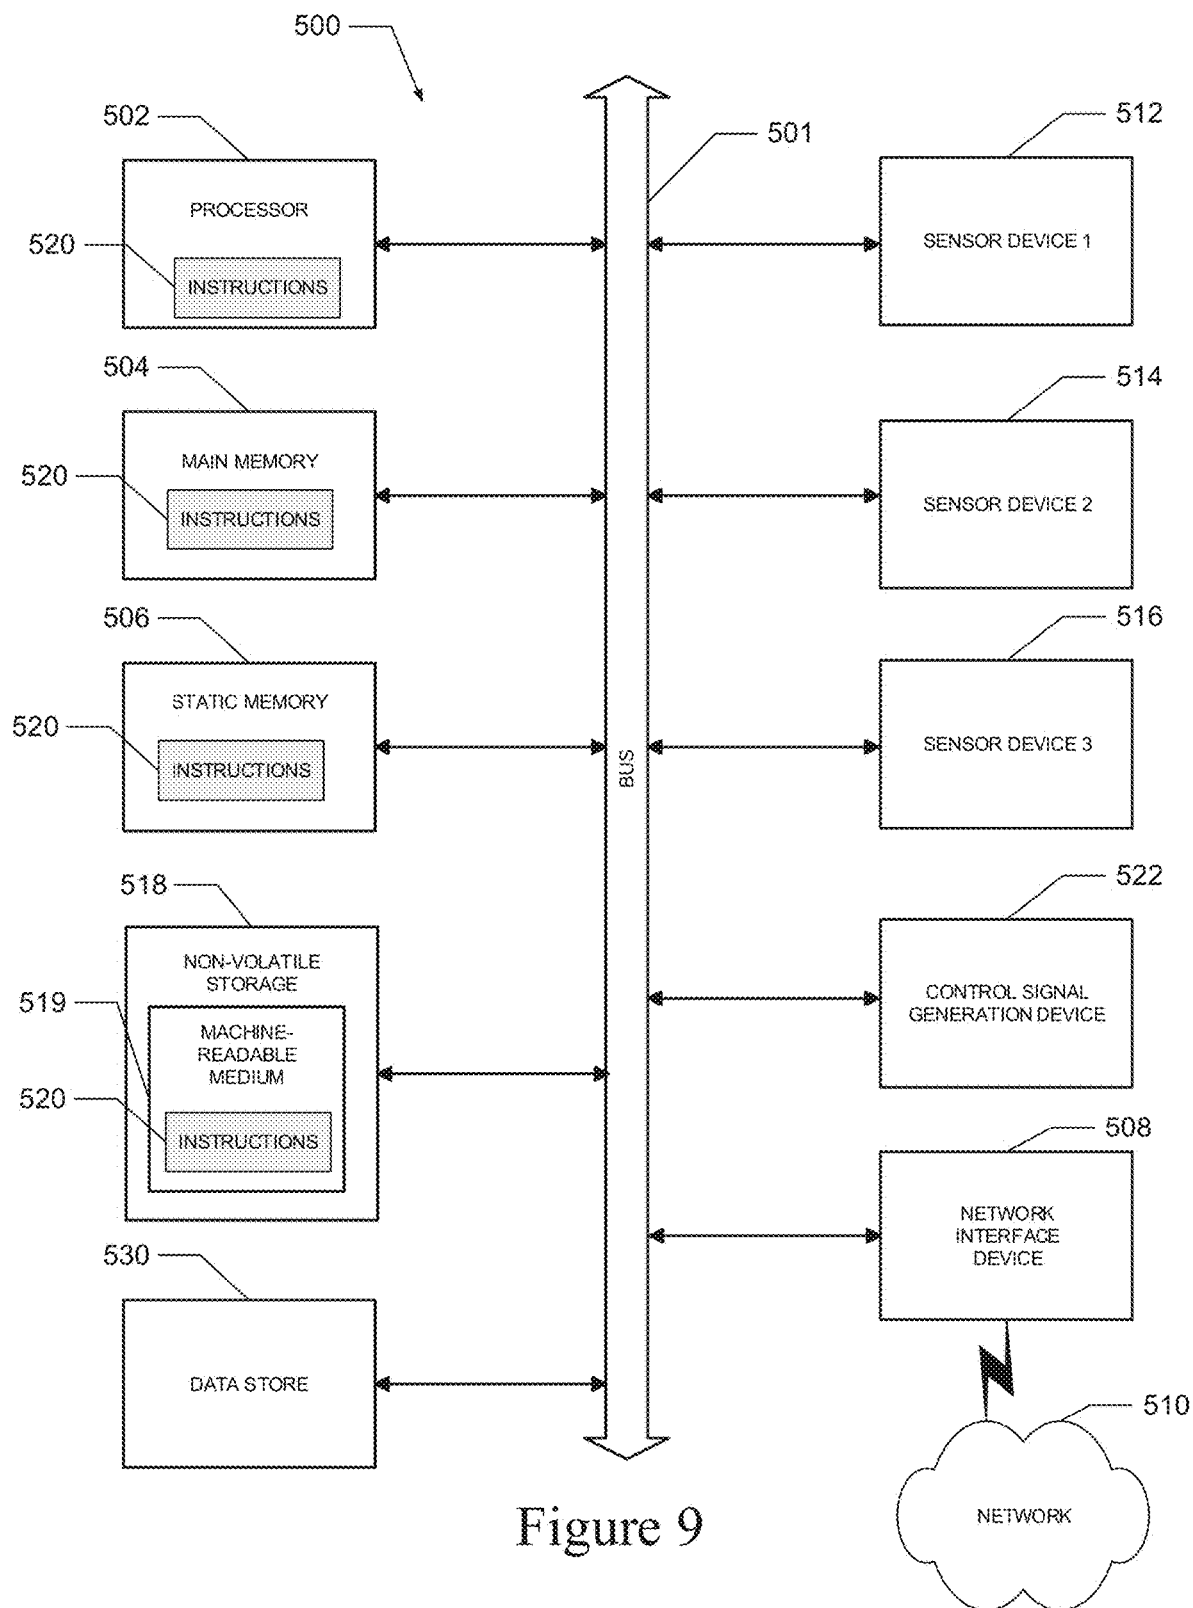 500
502
PROCESSOR
520
INSTRUCTIONS
504
MAIN MEMORY
520
INSTRUCTIONS
506
STATIC MEMORY
520
INSTRUCTIONS
518
NON-VOLATILE
STORAGE
519
MACHINE-
READABLE
MEDIUM
520
INSTRUCTIONS
530
DATA STORE
501
BUS
512
SENSOR DEVICE 1
514
SENSOR DEVICE 2
516
SENSOR DEVICE 3
522
CONTROL SIGNAL
GENERATION DEVICE
508
NETWORK
INTERFACE
DEVICE
510
NETWORK
Figure 9